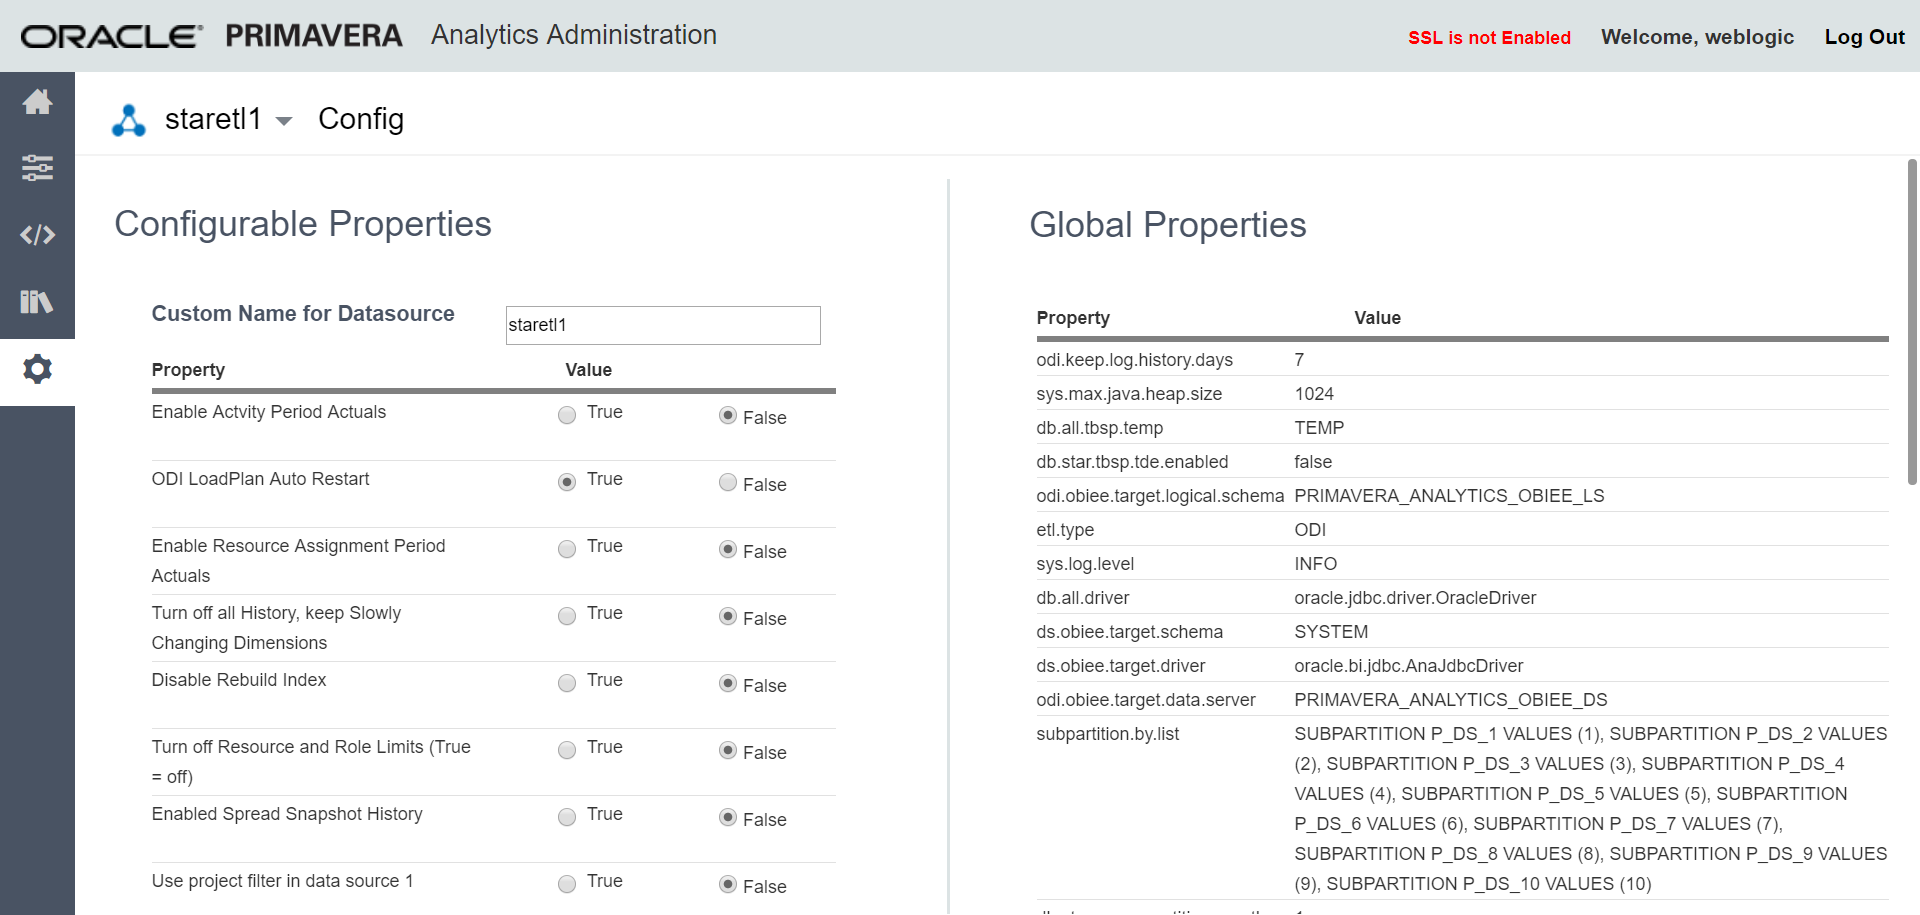 ORACLE® PRIMAVERA Analytics Administration
SSL is not Enabled Welcome, weblogic Log Out
staretl1 Config
Configurable Properties
Custom Name for Datasource staretl1
Property Value
Enable Actvity Period Actuals True False
ODI LoadPlan Auto Restart True False
Enable Resource Assignment Period
Actuals
True False
Turn off all History, keep Slowly
Changing Dimensions
True False
Disable Rebuild Index True False
Turn off Resource and Role Limits (True
= off)
True False
Enabled Spread Snapshot History True False
Use project filter in data source 1 True False
Global Properties
Property Value
odi.keep.log.history.days 7
sys.max.java.heap.size 1024
db.all.tbsp.temp TEMP
db.star.tbsp.tde.enabled false
odi.obiee.target.logical.schema PRIMAVERA_ANALYTICS_OBIEE_LS
etl.type ODI
sys.log.level INFO
db.all.driver oracle.jdbc.driver.OracleDriver
ds.obiee.target.schema SYSTEM
ds.obiee.target.driver oracle.bi.jdbc.AnaJdbcDriver
odi.obiee.target.data.server PRIMAVERA_ANALYTICS_OBIEE_DS
subpartition.by.list SUBPARTITION P_DS_1 VALUES (1), SUBPARTITION P_DS_2 VALUES
(2), SUBPARTITION P_DS_3 VALUES (3), SUBPARTITION P_DS_4
VALUES (4), SUBPARTITION P_DS_5 VALUES (5), SUBPARTITION
P_DS_6 VALUES (6), SUBPARTITION P_DS_7 VALUES (7),
SUBPARTITION P_DS_8 VALUES (8), SUBPARTITION P_DS_9 VALUES
(9), SUBPARTITION P_DS_10 VALUES (10)